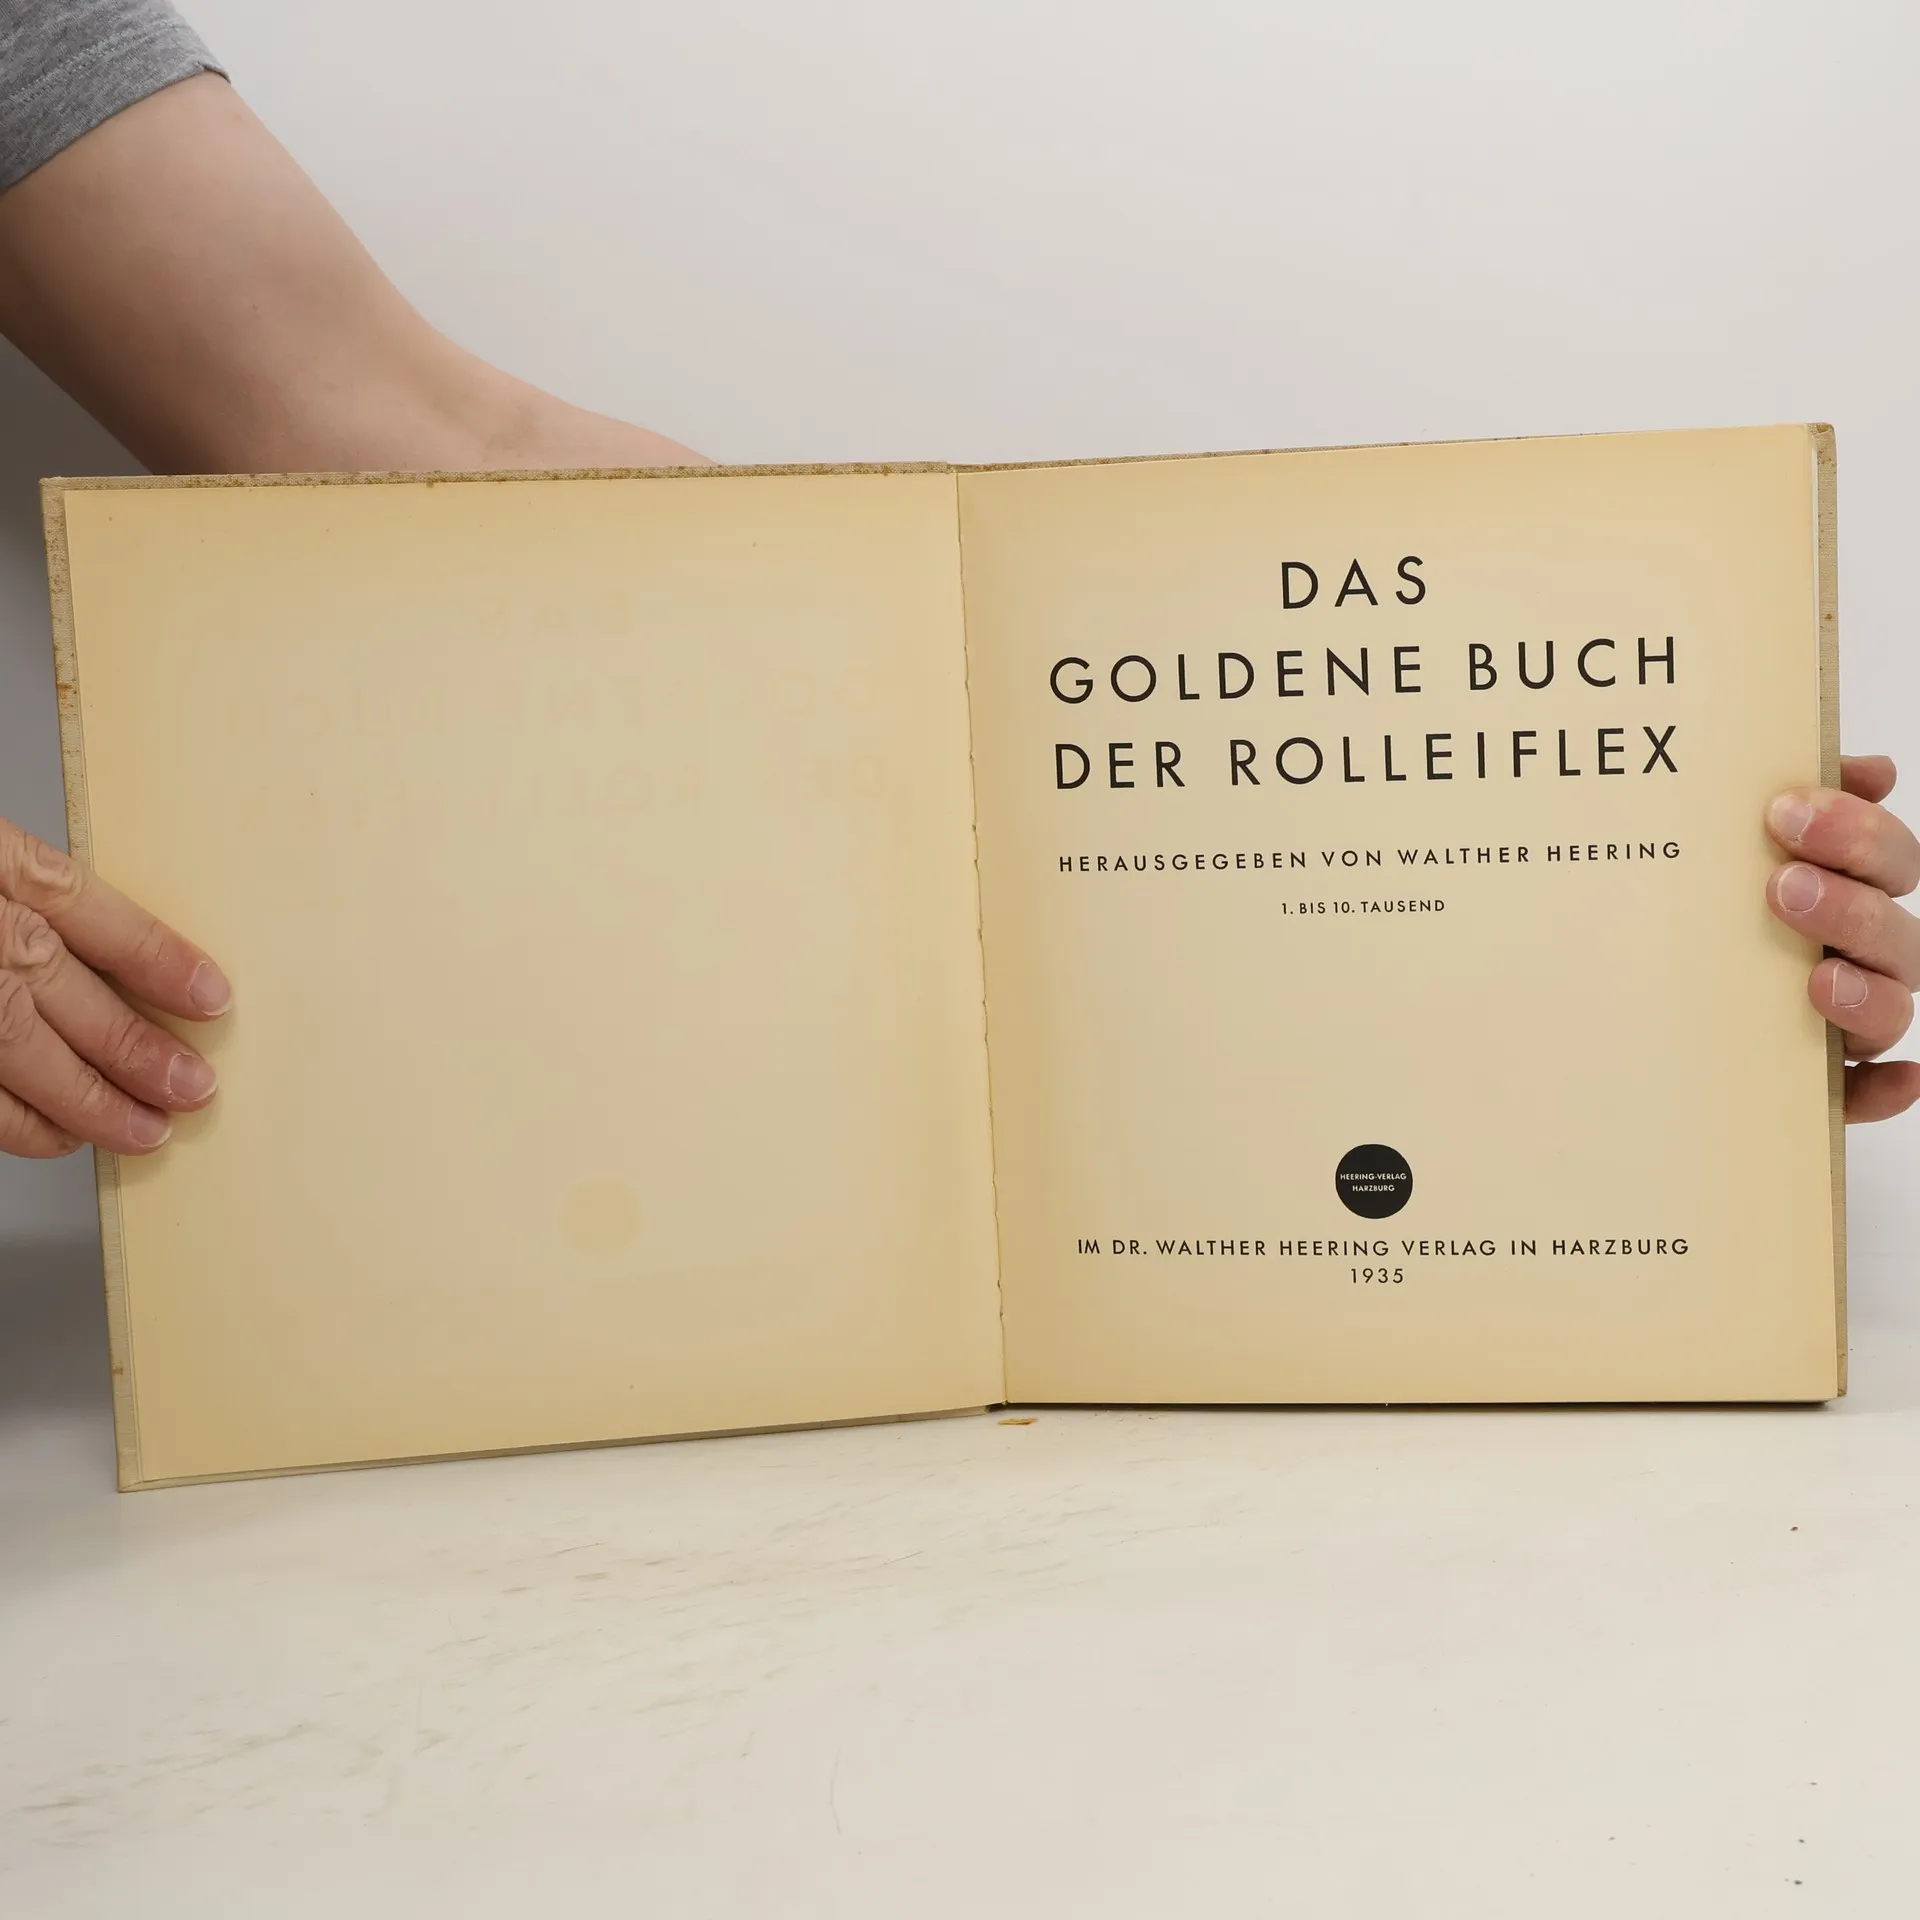 DAS
GOLDENE BUCH
DER ROLLEIFLEX
HERAUSGEGEBEN VON WALTHER HEERING
1. BIS 10. TAUSEND
HEERING-VERLAG
HARZBURG
IM DR. WALTHER HEERING VERLAG IN HARZBURG
1935